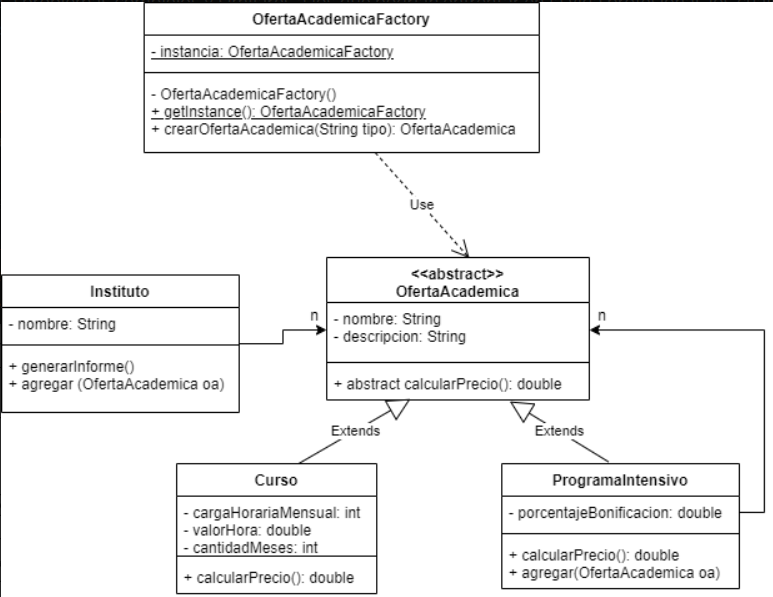 OfertaAcademicaFactory
- instancia: OfertaAcademicaFactory
- OfertaAcademicaFactory()
+ getInstance(): OfertaAcademicaFactory
+ crearOfertaAcademica(String tipo): OfertaAcademica
Use
Instituto
- nombre: String
+ generarInforme()
+ agregar (OfertaAcademica oa)
n
<<abstract>>
OfertaAcademica
- nombre: String
- descripcion: String
+ abstract calcularPrecio(): double
n
Extends
Extends
Curso
- cargaHorariaMensual: int
- valorHora: double
- cantidadMeses: int
+ calcularPrecio(): double
ProgramaIntensivo
- porcentajeBonificacion: double
+ calcularPrecio(): double
+ agregar(OfertaAcademica oa)